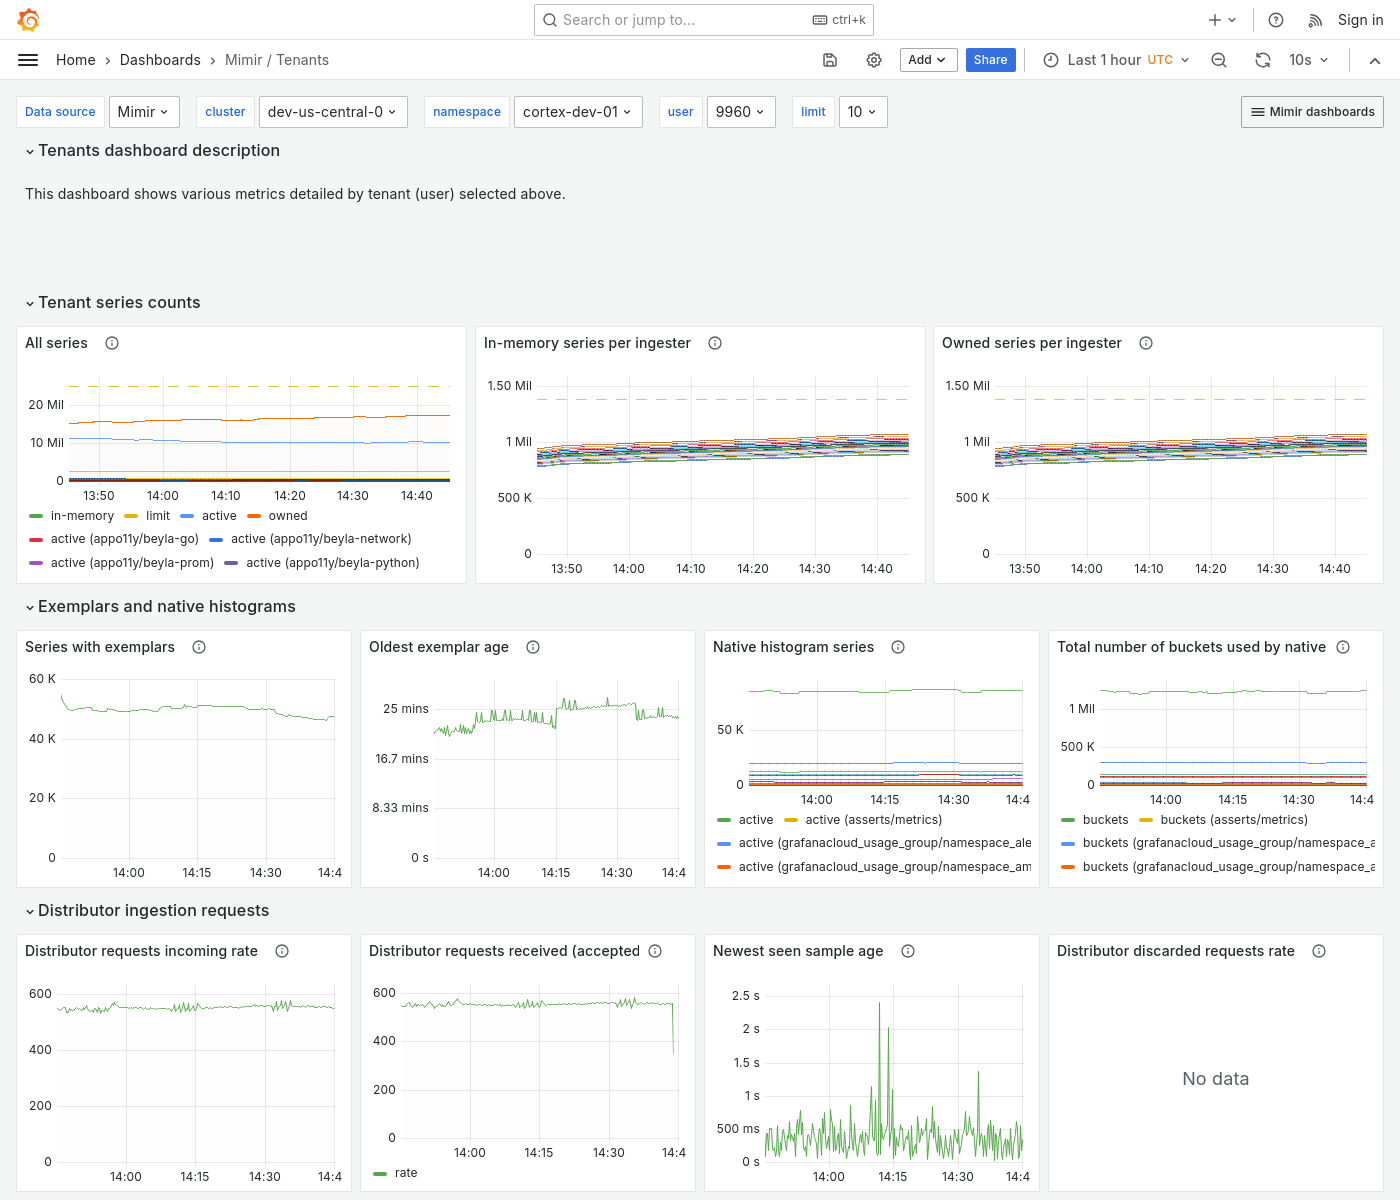 Search or jump to... ctrl+k Sign in
Home > Dashboards > Mimir / Tenants Add Share Last 1 hour UTC 10s
Data source Mimir cluster dev-us-central-0 namespace cortex-dev-01 user 9960 limit 10 Mimir dashboards
Tenants dashboard description
This dashboard shows various metrics detailed by tenant (user) selected above.
Tenant series counts
All series
20 Mil
10 Mil
0
13:50 14:00 14:10 14:20 14:30 14:40
in-memory limit active owned
active (appo11y/beyla-go) active (appo11y/beyla-network)
active (appo11y/beyla-prom) active (appo11y/beyla-python)
In-memory series per ingester
1.50 Mil
1 Mil
500 K
0
13:50 14:00 14:10 14:20 14:30 14:40
Owned series per ingester
1.50 Mil
1 Mil
500 K
0
13:50 14:00 14:10 14:20 14:30 14:40
Exemplars and native histograms
Series with exemplars
60 K
40 K
20 K
0
14:00 14:15 14:30 14:4
Oldest exemplar age
25 mins
16.7 mins
8.33 mins
0 s
14:00 14:15 14:30 14:4
Native histogram series
50 K
0
14:00 14:15 14:30 14:4
active active (asserts/metrics)
active (grafanacloud_usage_group/namespace_ale
active (grafanacloud_usage_group/namespace_am
Total number of buckets used by native
1 Mil
500 K
0
14:00 14:15 14:30 14:4
buckets buckets (asserts/metrics)
buckets (grafanacloud_usage_group/namespace_a
buckets (grafanacloud_usage_group/namespace_a
Distributor ingestion requests
Distributor requests incoming rate
600
400
200
0
14:00 14:15 14:30 14:4
Distributor requests received (accepted
600
400
200
0
14:00 14:15 14:30 14:4
rate
Newest seen sample age
2.5 s
2 s
1.5 s
1 s
500 ms
0 s
14:00 14:15 14:30 14:4
Distributor discarded requests rate
No data